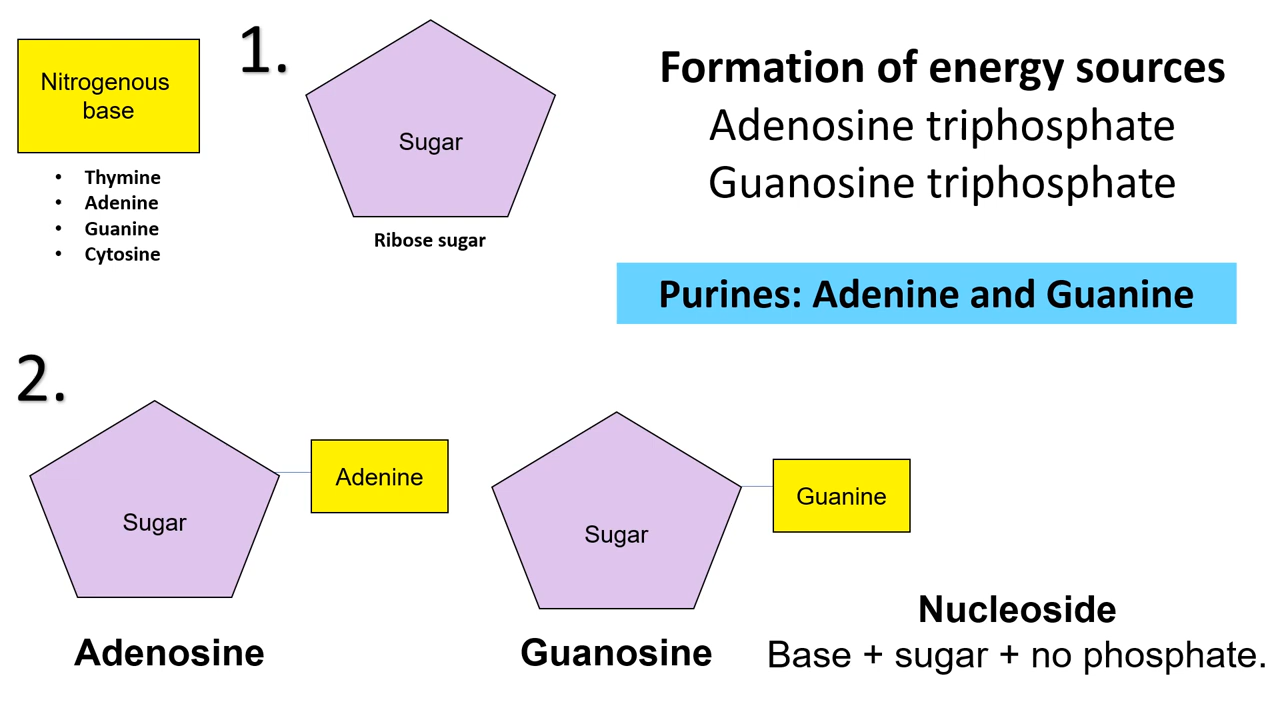 1.
Nitrogenous
base
• Thymine
• Adenine
• Guanine
• Cytosine
Sugar
Ribose sugar
Formation of energy sources
Adenosine triphosphate
Guanosine triphosphate
Purines: Adenine and Guanine
2.
Sugar
Adenine
Adenosine
Sugar
Guanine
Guanosine
Nucleoside
Base + sugar + no phosphate.